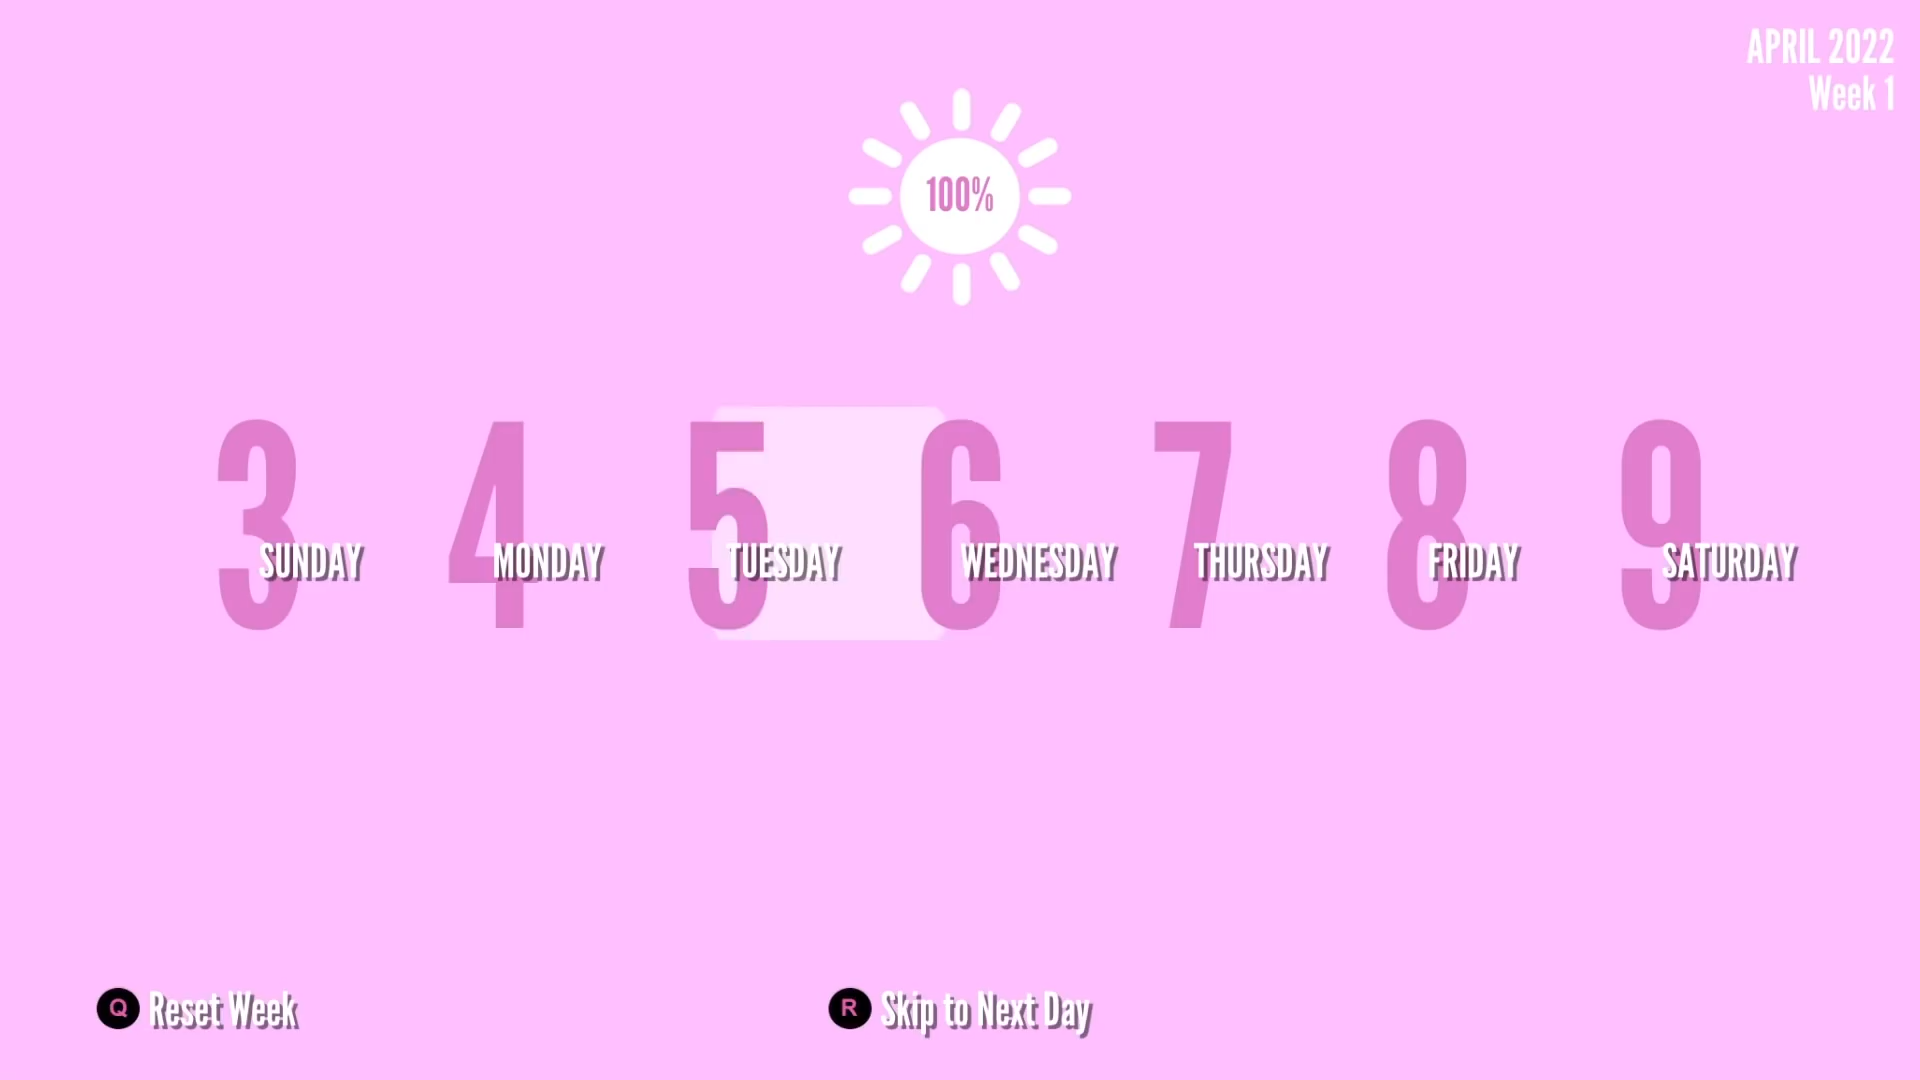 APRIL 2022
Week 1
100%
3 4 5 6 7 8 9
SUNDAY MONDAY TUESDAY WEDNESDAY THURSDAY FRIDAY SATURDAY
Q Reset Week R Skip to Next Day